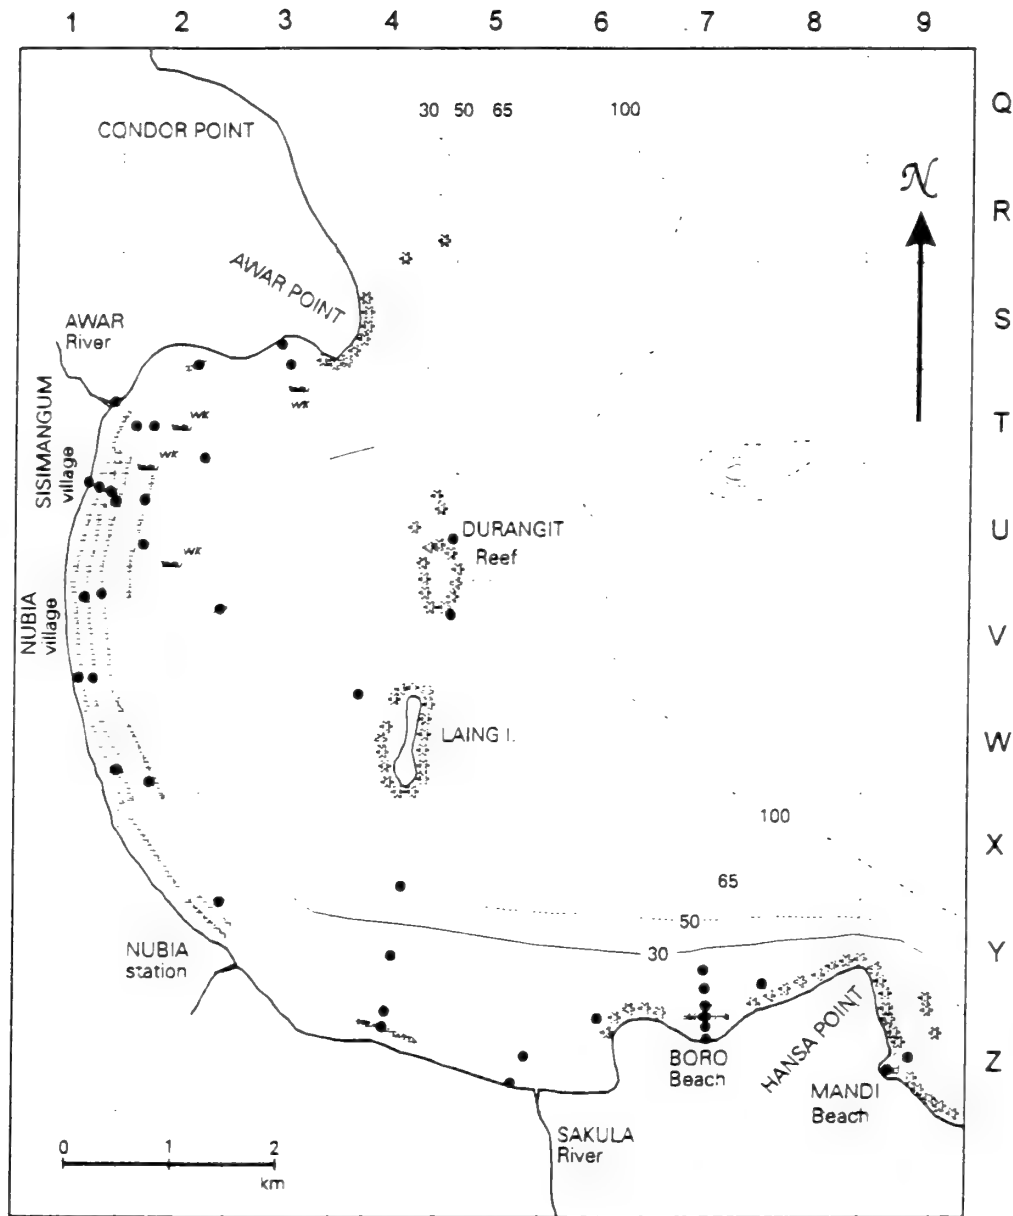 1 2 3 4 5 6 7 8 9
Q
30 50 65 100
CONDOR POINT
N
R
AWAR POINT
S
AWAR
River
WK
T
WK
SISIMANGUM
village
WK
U
DURANGIT
Reef
WK
NUBIA
village
V
W
LAING I.
100
X
65
50
Y
30
NUBIA
station
HANSA POINT
BORO
Beach
Z
MANDI
Beach
SAKULA
River
0 1 2
km